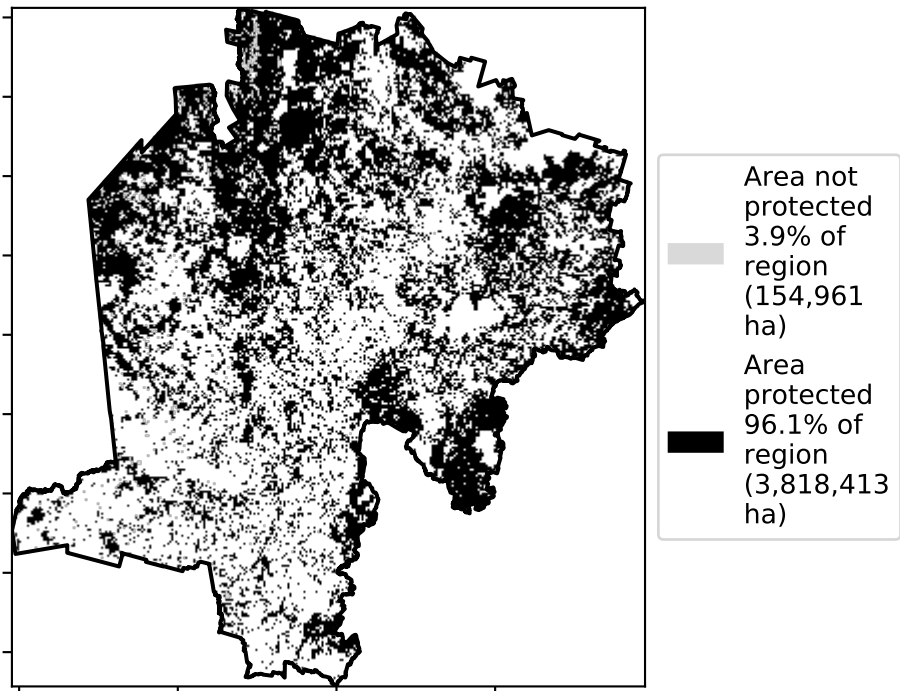 Area not
protected
3.9% of
region
(154,961
ha)
Area
protected
96.1% of
region
(3,818,413
ha)